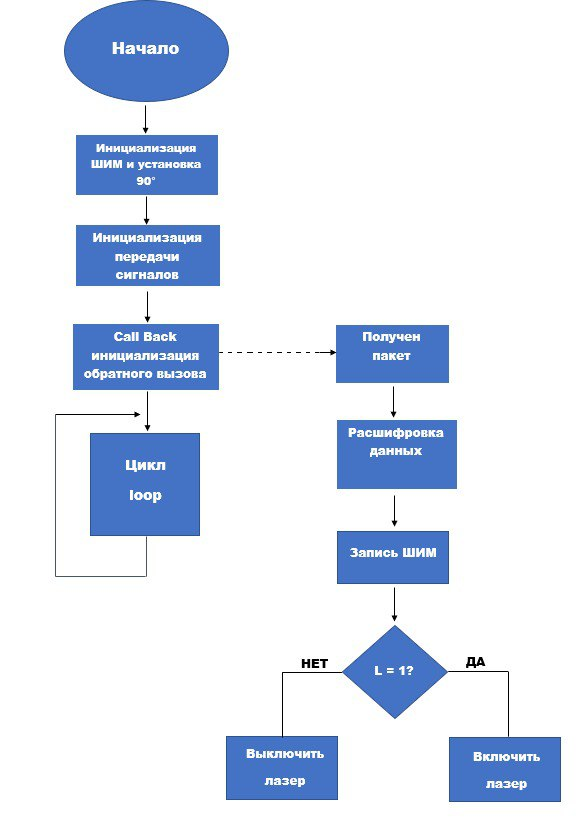 Начало
Инициализация
ШИМ и установка
90°
Инициализация
передачи
сигналов
Call Back
инициализация
обратного вызова
Цикл
loop
Получен
пакет
Расшифровка
данных
Запись ШИМ
L = 1?
НЕТ
ДА
Выключить
лазер
Включить
лазер